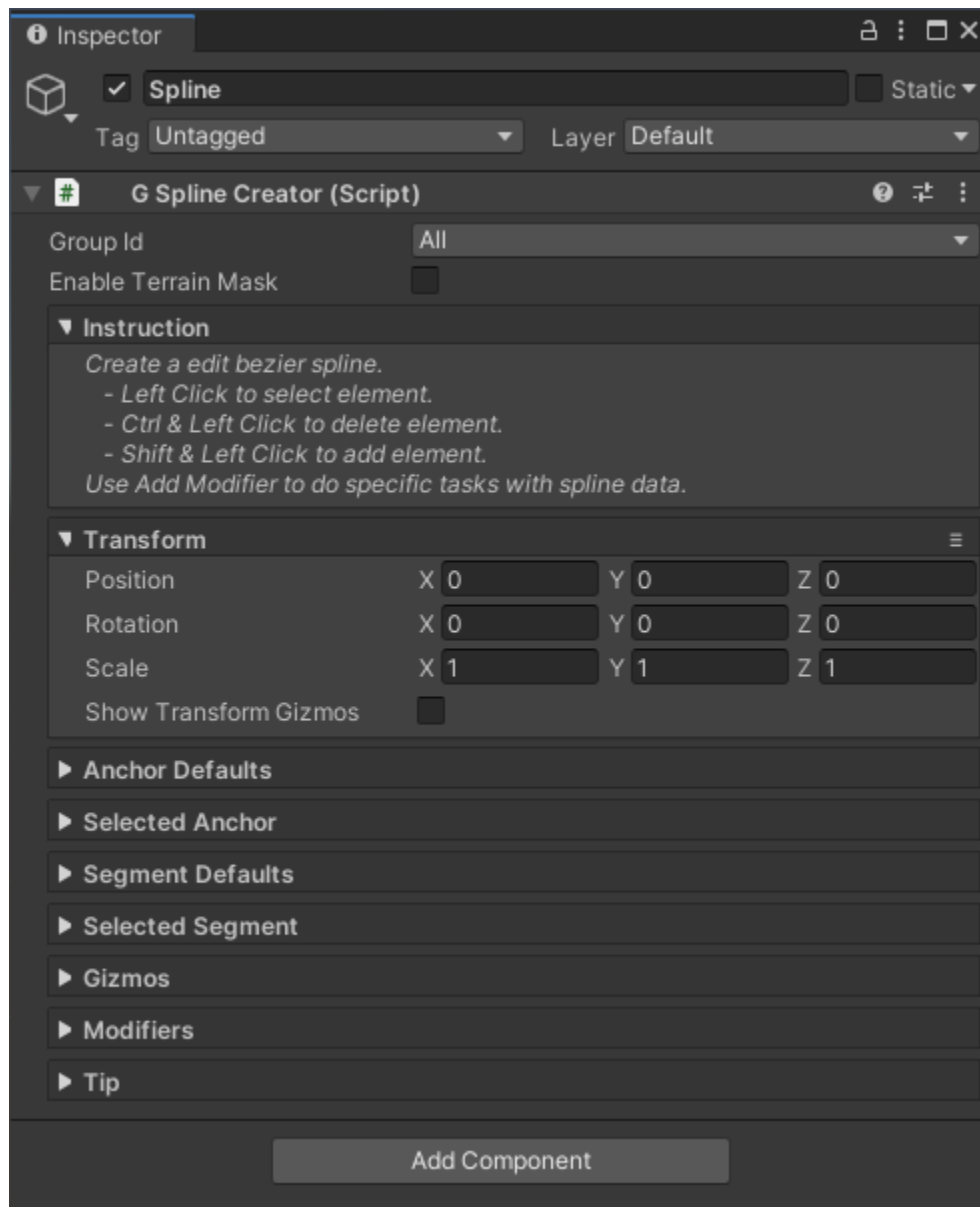 Inspector
Spline
Static
Tag Untagged Layer Default
# G Spline Creator (Script)
Group Id All
Enable Terrain Mask
Instruction
Create a edit bezier spline.
- Left Click to select element.
- Ctrl & Left Click to delete element.
- Shift & Left Click to add element.
Use Add Modifier to do specific tasks with spline data.
Transform
Position X 0 Y 0 Z 0
Rotation X 0 Y 0 Z 0
Scale X 1 Y 1 Z 1
Show Transform Gizmos
Anchor Defaults
Selected Anchor
Segment Defaults
Selected Segment
Gizmos
Modifiers
Tip
Add Component